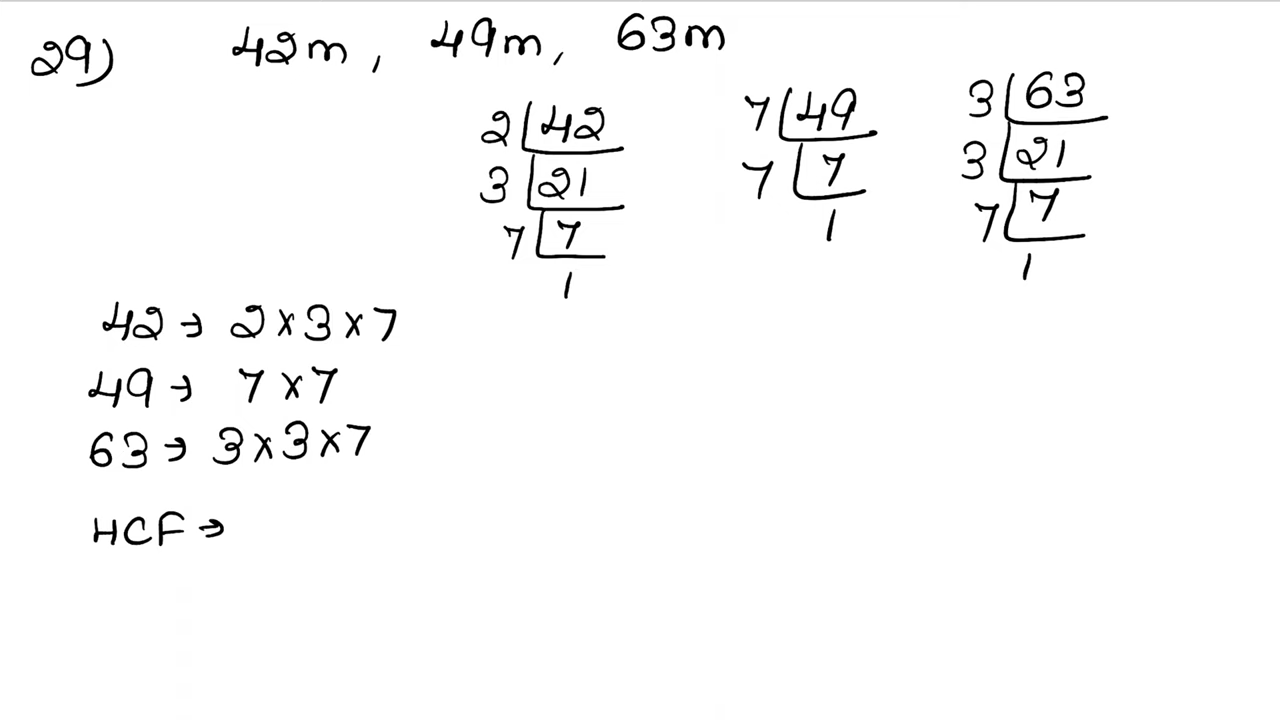 29) 42m, 49m, 63m
2 42 7 49 3 63
3 21 7 7 3 21
7 7 1 7 7
1 1
42 → 2 × 3 × 7
49 → 7 × 7
63 → 3 × 3 × 7
HCF →